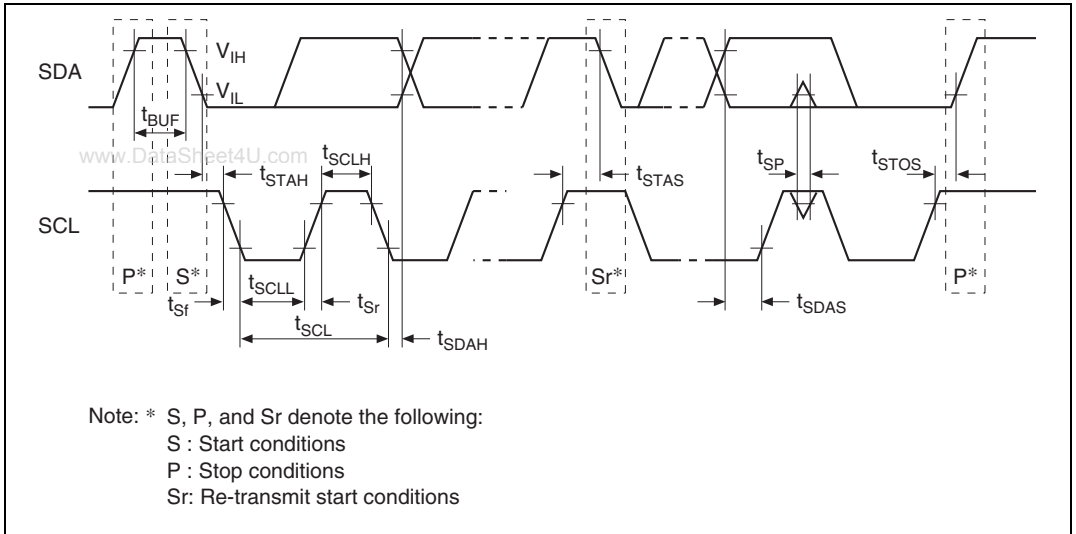 SDA
V_IH
V_IL
t_BUF
www.DataSheet4U.com
t_STAH
t_SCLH
t_STAS
t_SP
t_STOS
SCL
P*
S*
Sr*
P*
t_Sf
t_SCLL
t_Sr
t_SCL
t_SDAH
t_SDAS
Note: * S, P, and Sr denote the following:
S : Start conditions
P : Stop conditions
Sr: Re-transmit start conditions